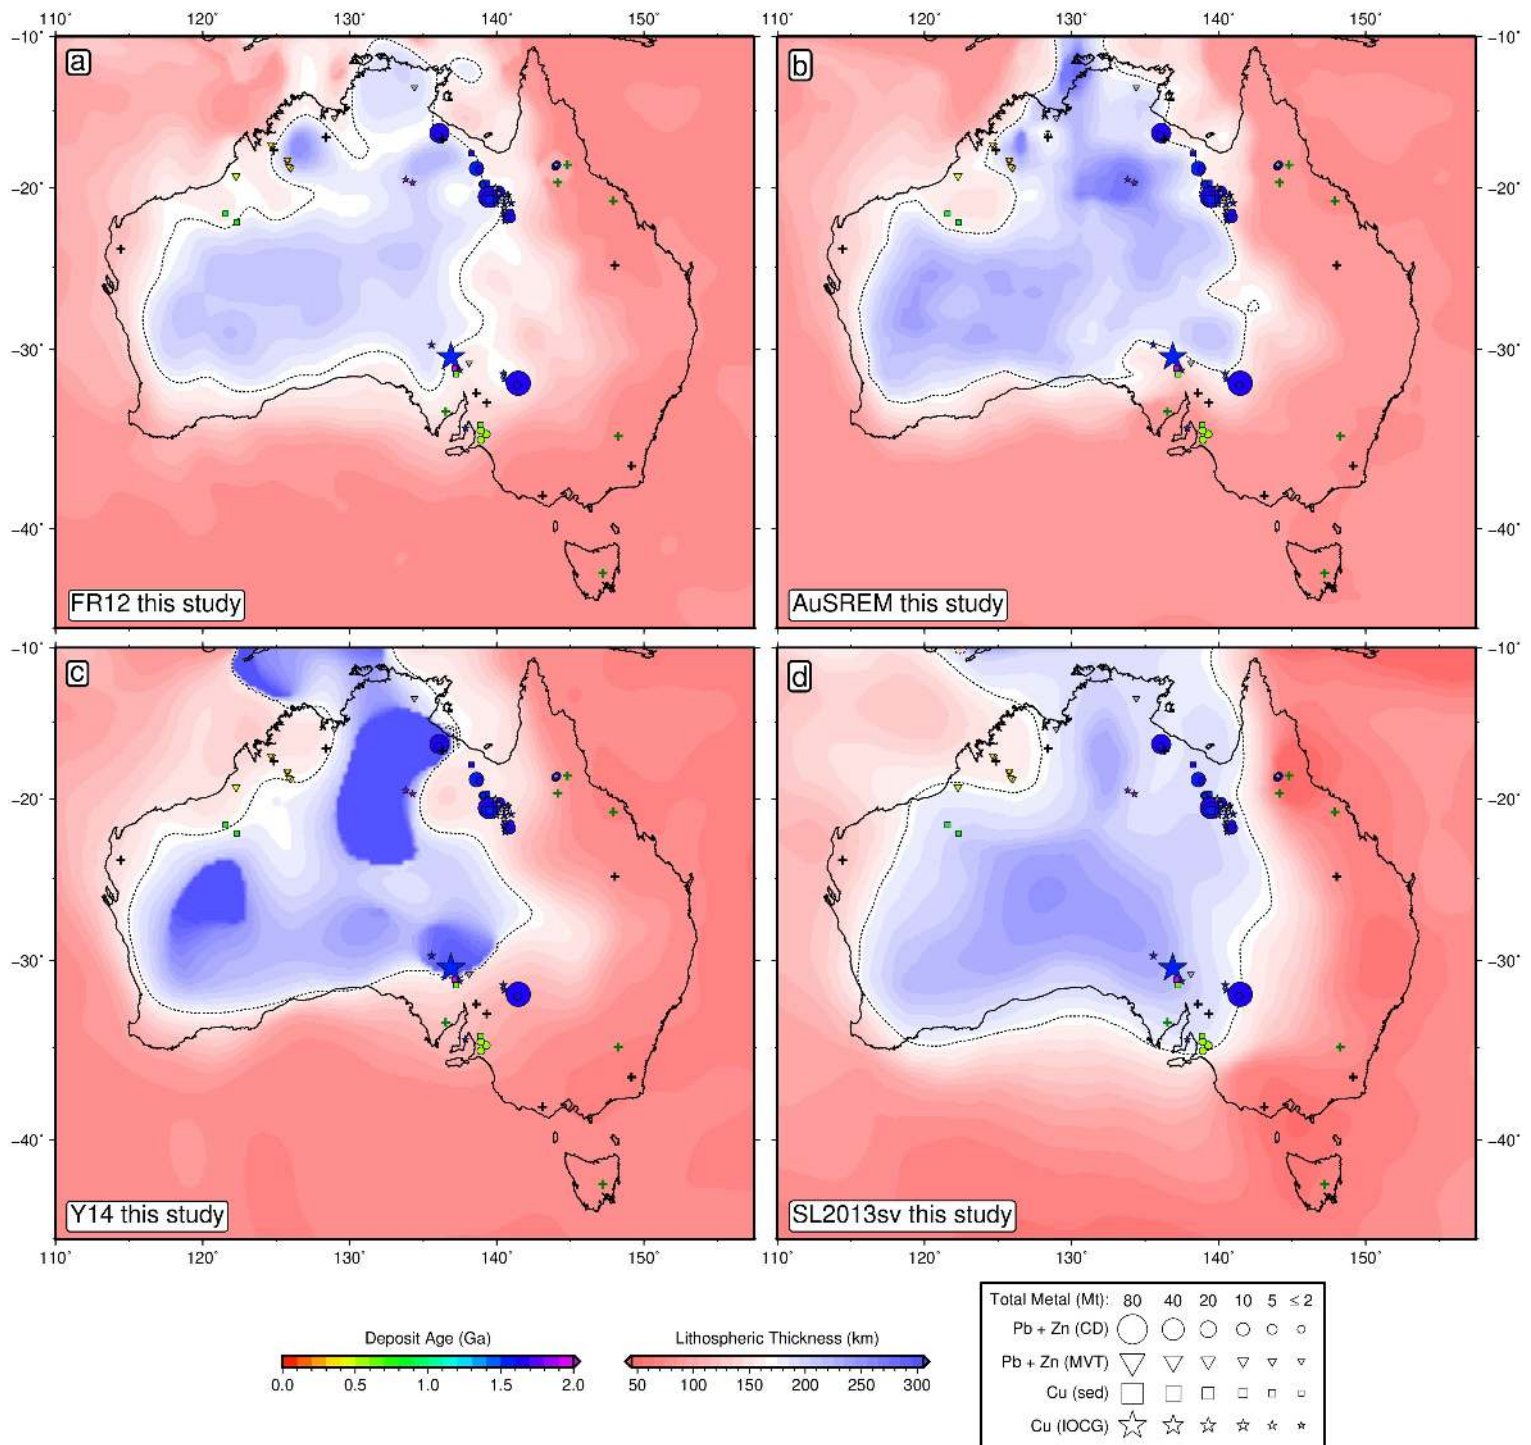 110˚ 120˚ 130˚ 140˚ 150˚ 110˚ 120˚ 130˚ 140˚ 150˚
−10˚ −10˚
a b
−20˚ −20˚
−30˚ −30˚
−40˚ −40˚
FR12 this study AuSREM this study
−10˚ −10˚
c d
−20˚ −20˚
−30˚ −30˚
−40˚ −40˚
Y14 this study SL2013sv this study
110˚ 120˚ 130˚ 140˚ 150˚ 110˚ 120˚ 130˚ 140˚ 150˚
Deposit Age (Ga)
0.0 0.5 1.0 1.5 2.0
Lithospheric Thickness (km)
50 100 150 200 250 300
Total Metal (Mt): 80 40 20 10 5 ≤ 2
Pb + Zn (CD)
Pb + Zn (MVT)
Cu (sed)
Cu (IOCG)